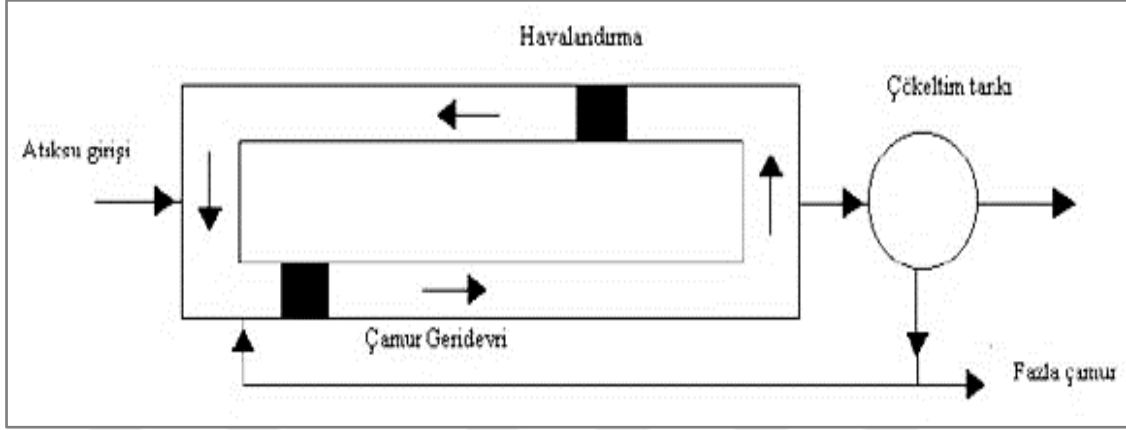 Havalandırma
Çökeltim tankı
Atıksu girişi
Çamur Geridevri
Fazla çamur